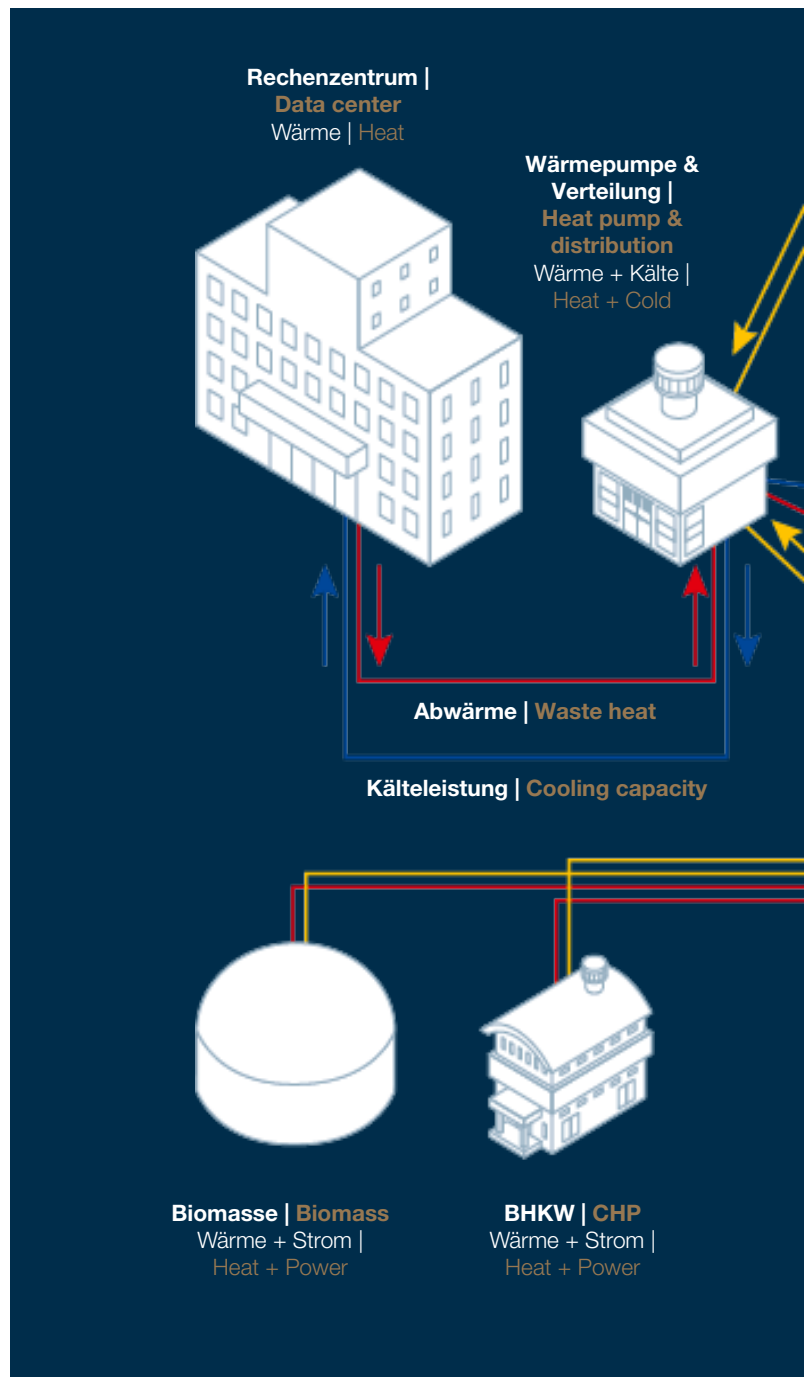 Rechenzentrum |
Data center
Wärme | Heat
Wärmepumpe &
Verteilung |
Heat pump &
distribution
Wärme + Kälte |
Heat + Cold
Abwärme | Waste heat
Kälteleistung | Cooling capacity
Biomasse | Biomass
Wärme + Strom |
Heat + Power
BHKW | CHP
Wärme + Strom |
Heat + Power